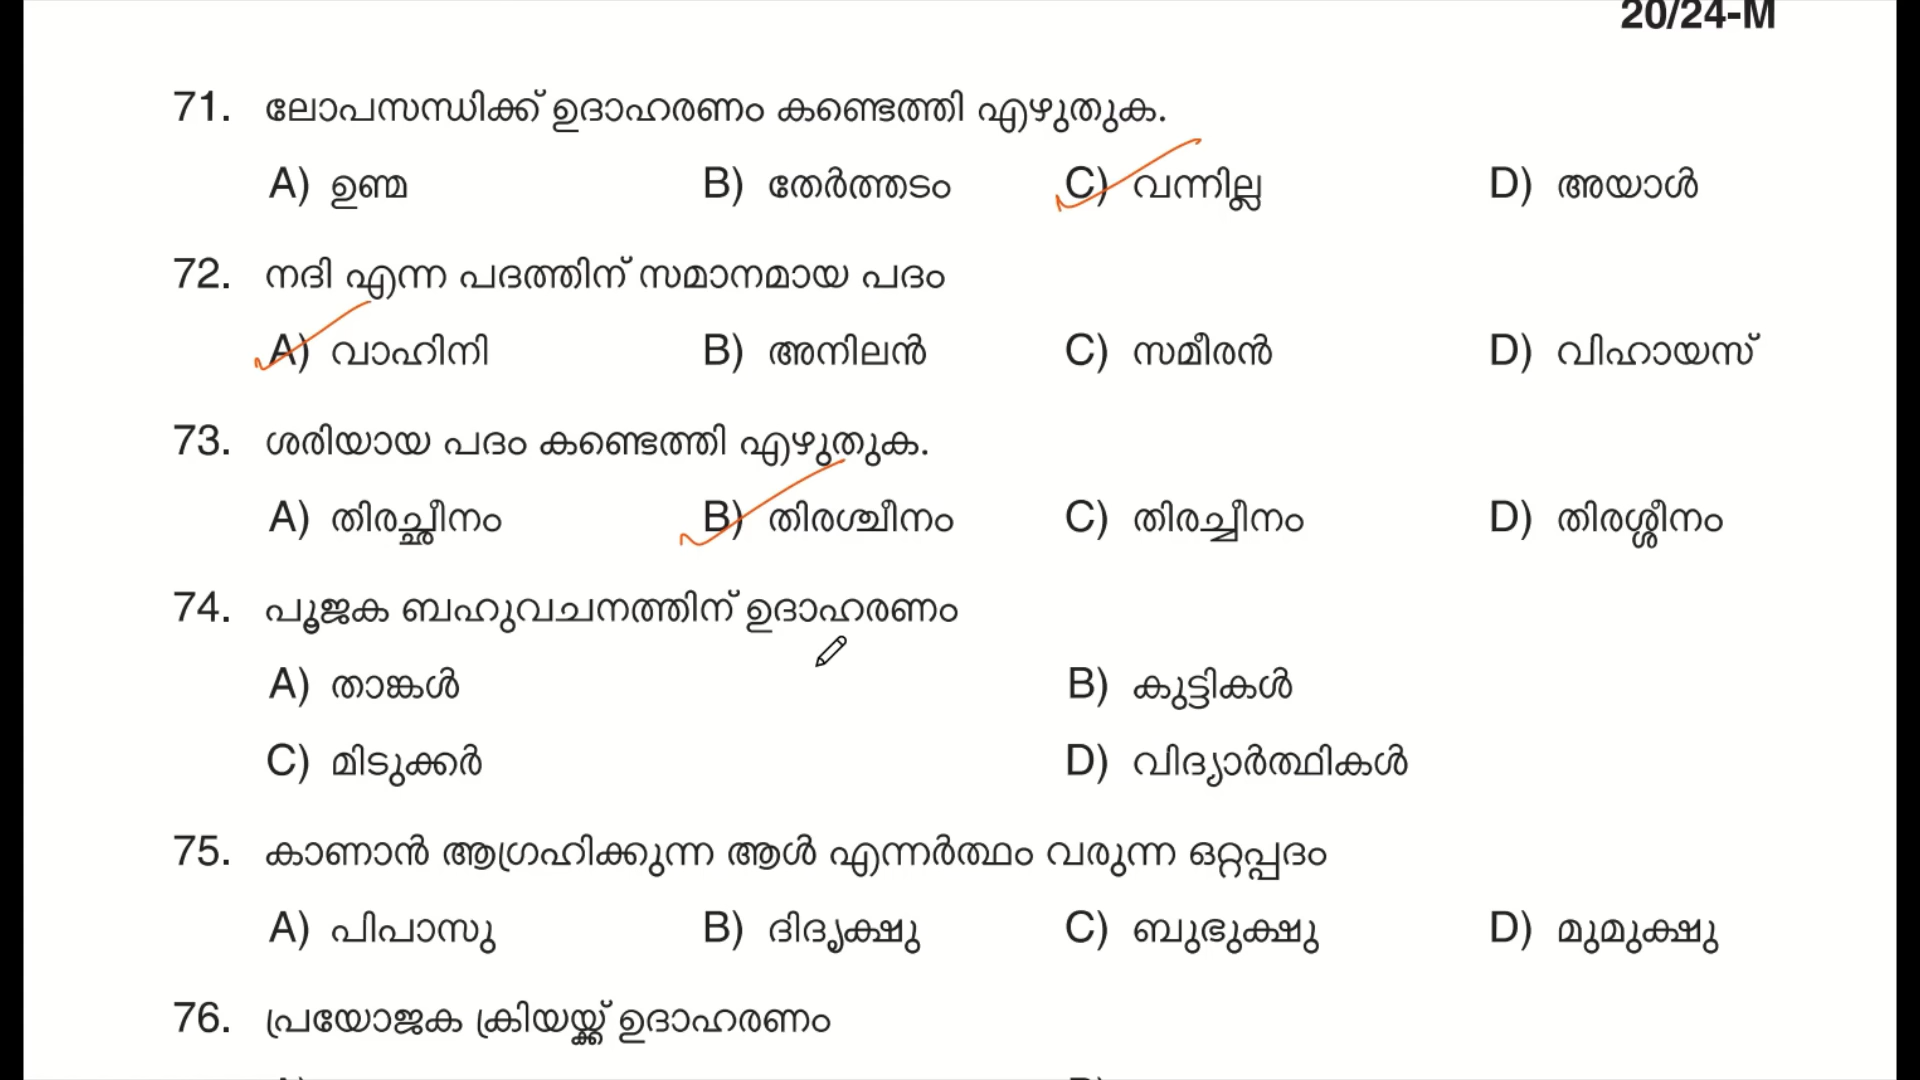 20/24-M
71. ലോപസന്ധിക്ക് ഉദാഹരണം കണ്ടെത്തി എഴുതുക.
A) ഉണ്മ B) തേർത്തടം C) വന്നില്ല D) അയാൾ
72. നദി എന്ന പദത്തിന് സമാനമായ പദം
A) വാഹിനി B) അനിലൻ C) സമീരൻ D) വിഹായസ്
73. ശരിയായ പദം കണ്ടെത്തി എഴുതുക.
A) തിരച്ഛീനം B) തിരശ്ചീനം C) തിരച്ചീനം D) തിരശ്ശീനം
74. പൂജക ബഹുവചനത്തിന് ഉദാഹരണം
A) താങ്കൾ B) കുട്ടികൾ
C) മിടുക്കർ D) വിദ്യാർത്ഥികൾ
75. കാണാൻ ആഗ്രഹിക്കുന്ന ആൾ എന്നർത്ഥം വരുന്ന ഒറ്റപ്പദം
A) പിപാസു B) ദിദൃക്ഷു C) ബുഭുക്ഷു D) മുമുക്ഷു
76. പ്രയോജക ക്രിയയ്ക്ക് ഉദാഹരണം